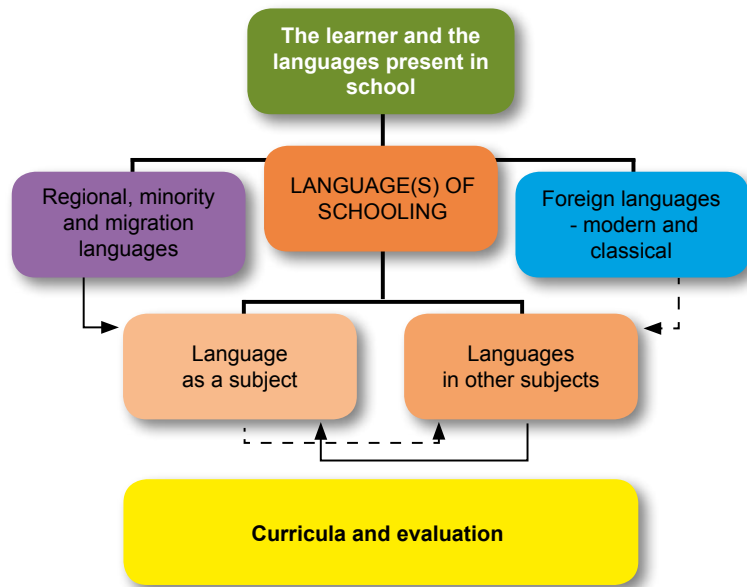 The learner and the
languages present in
school
Regional, minority
and migration
languages
LANGUAGE(S) OF
SCHOOLING
Foreign languages
- modern and
classical
Language
as a subject
Languages
in other subjects
Curricula and evaluation